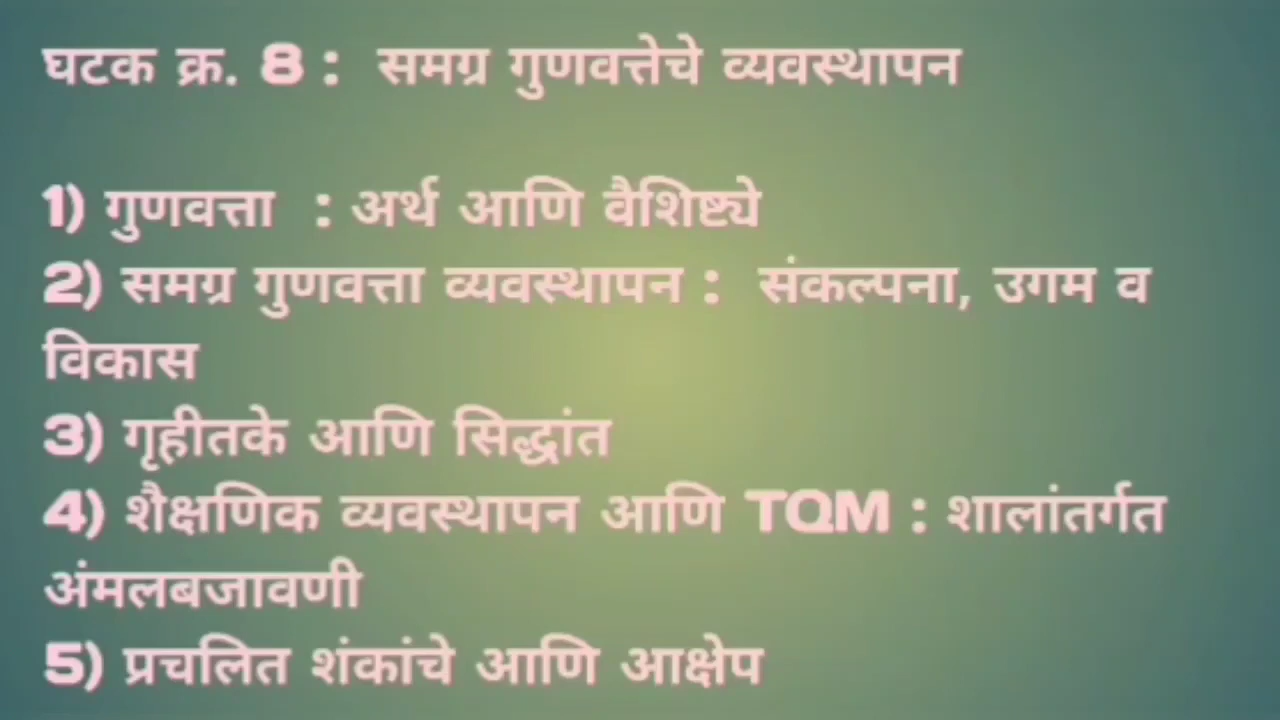 घटक क्र. 8 : समग्र गुणवत्तेचे व्यवस्थापन
1) गुणवत्ता : अर्थ आणि वैशिष्ट्ये
2) समग्र गुणवत्ता व्यवस्थापन : संकल्पना, उगम व
विकास
3) गृहीतके आणि सिद्धांत
4) शैक्षणिक व्यवस्थापन आणि TQM : शालांतर्गत
अंमलबजावणी
5) प्रचलित शंकांचे आणि आक्षेप